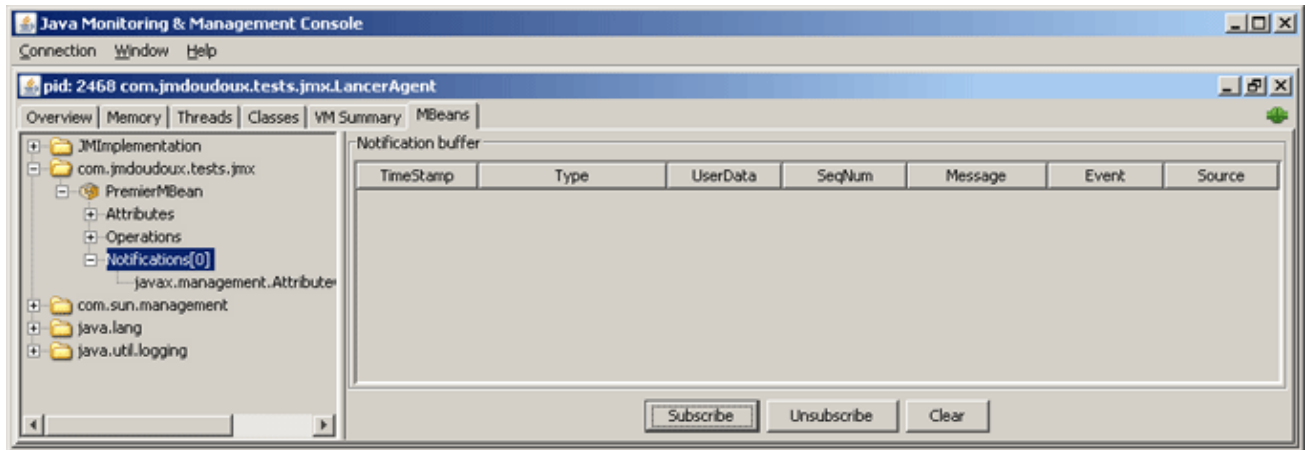 Java Monitoring & Management Console
Connection Window Help
pid: 2468 com.jmdoudoux.tests.jmx.LancerAgent
Overview Memory Threads Classes VM Summary MBeans
JMImplementation
com.jmdoudoux.tests.jmx
PremierMBean
Attributes
Operations
Notifications[0]
javax.management.Attribute
com.sun.management
java.lang
java.util.logging
Notification buffer
TimeStamp Type UserData SeqNum Message Event Source
Subscribe Unsubscribe Clear